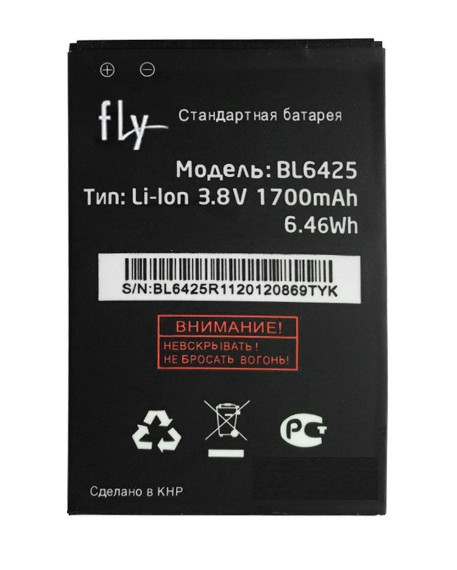 fly
Стандартная батарея
Модель: BL6425
Тип: Li-Ion 3.8V 1700mAh
6.46Wh
S/N:BL6425R1120120869TYK
ВНИМАНИЕ!
НЕВСКРЫВАТЬ!
НЕ БРОСАТЬ ВОГОНЬ!
РСТ
Сделано в КНР